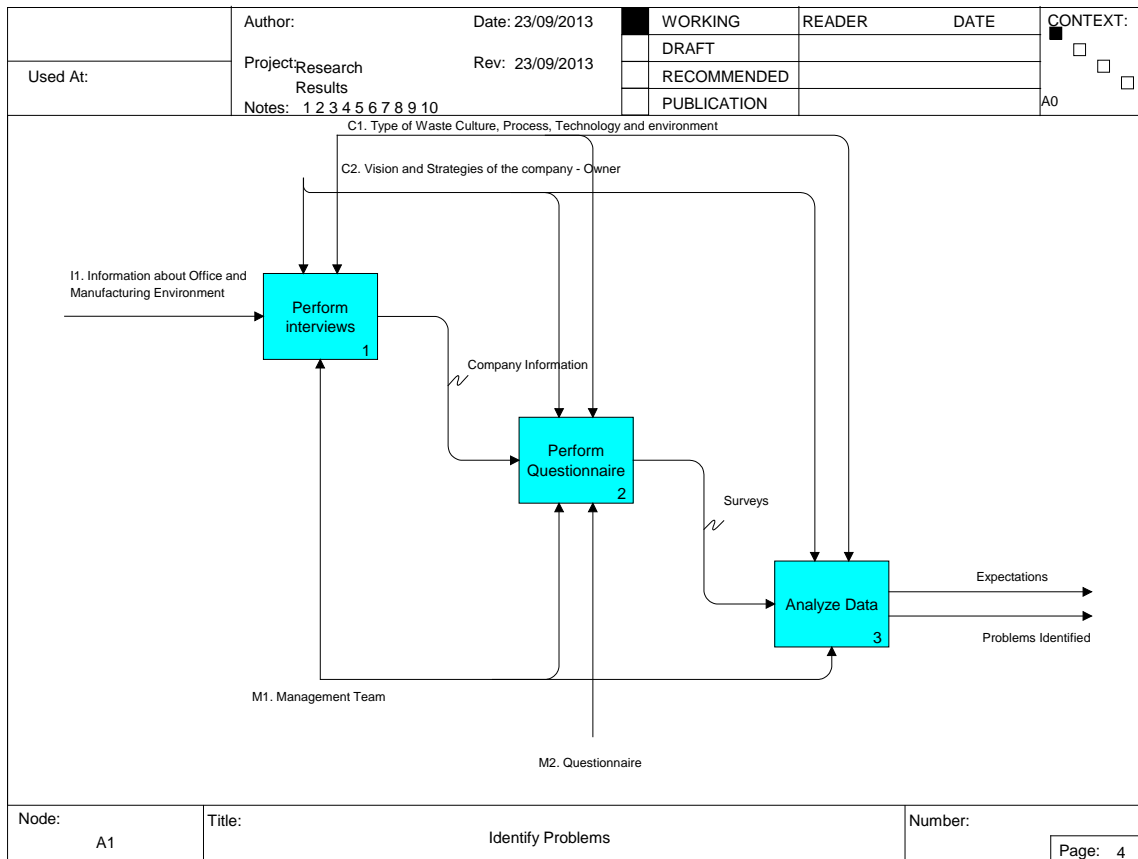 Used At:
Author:
Date: 23/09/2013
Project: Research
Results
Rev: 23/09/2013
Notes: 1 2 3 4 5 6 7 8 9 10
WORKING
DRAFT
RECOMMENDED
PUBLICATION
READER DATE
CONTEXT:
A0
C1. Type of Waste Culture, Process, Technology and environment
C2. Vision and Strategies of the company - Owner
I1. Information about Office and
Manufacturing Environment
Perform
interviews
1
Company Information
Perform
Questionnaire
2
Surveys
Analyze Data
3
Expectations
Problems Identified
M1. Management Team
M2. Questionnaire
Node:
A1
Title:
Identify Problems
Number:
Page: 4